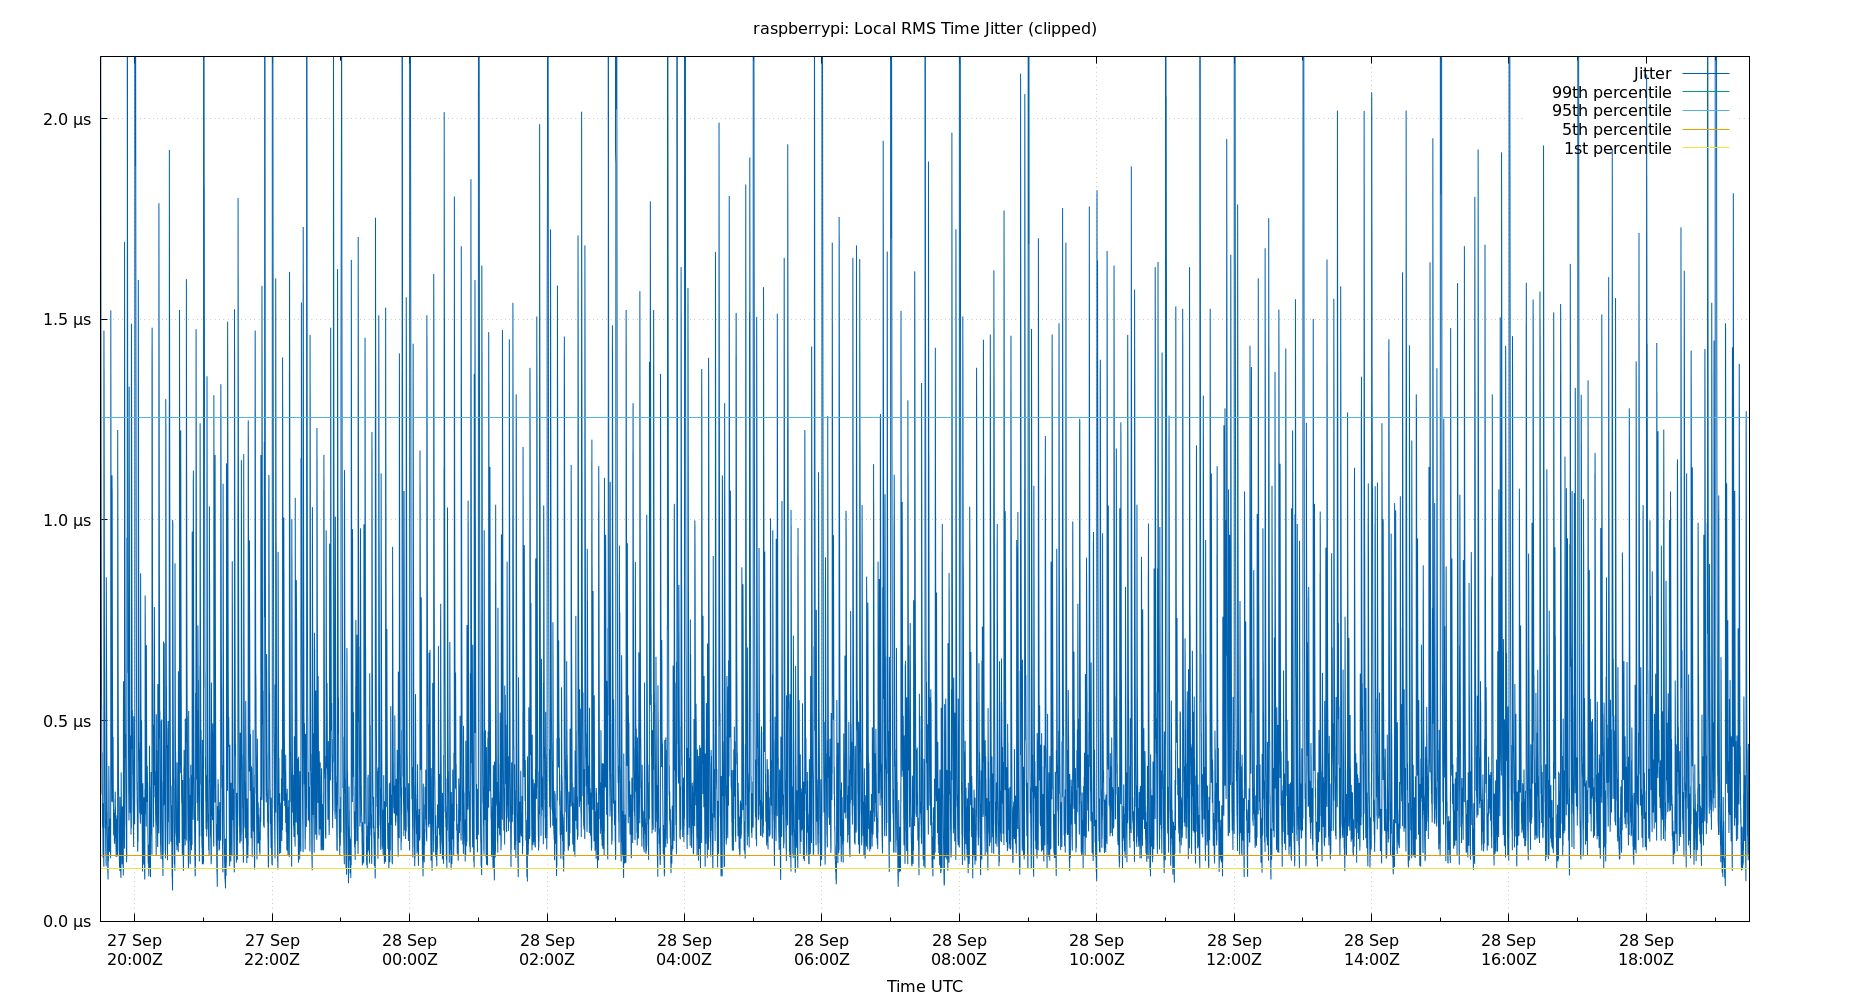 raspberrypi: Local RMS Time Jitter (clipped)
Jitter
99th percentile
95th percentile
5th percentile
1st percentile
2.0 μs
1.5 μs
1.0 μs
0.5 μs
0.0 μs
27 Sep 27 Sep 28 Sep 28 Sep 28 Sep 28 Sep 28 Sep 28 Sep 28 Sep 28 Sep 28 Sep 28 Sep
20:00Z 22:00Z 00:00Z 02:00Z 04:00Z 06:00Z 08:00Z 10:00Z 12:00Z 14:00Z 16:00Z 18:00Z
Time UTC